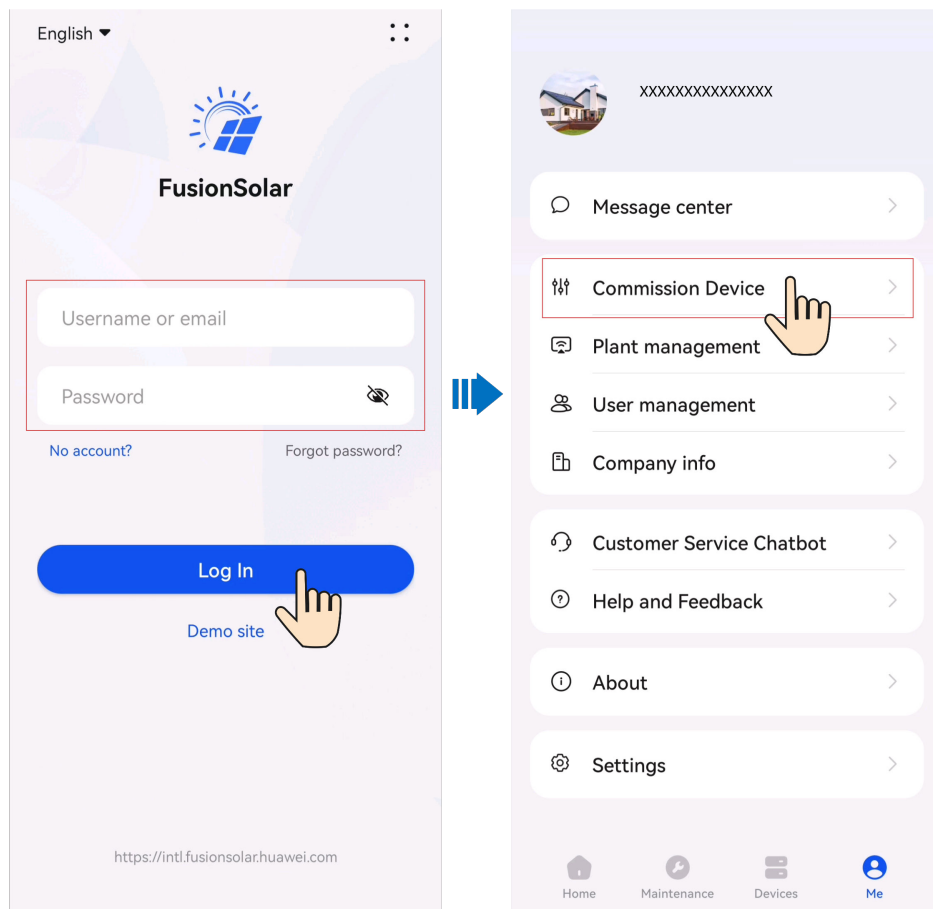 English
FusionSolar
Username or email
Password
No account?
Forgot password?
Log In
Demo site
https://intl.fusionsolar.huawei.com
xxxxxxxxxxxxxxx
Message center
Commission Device
Plant management
User management
Company info
Customer Service Chatbot
Help and Feedback
About
Settings
Home
Maintenance
Devices
Me